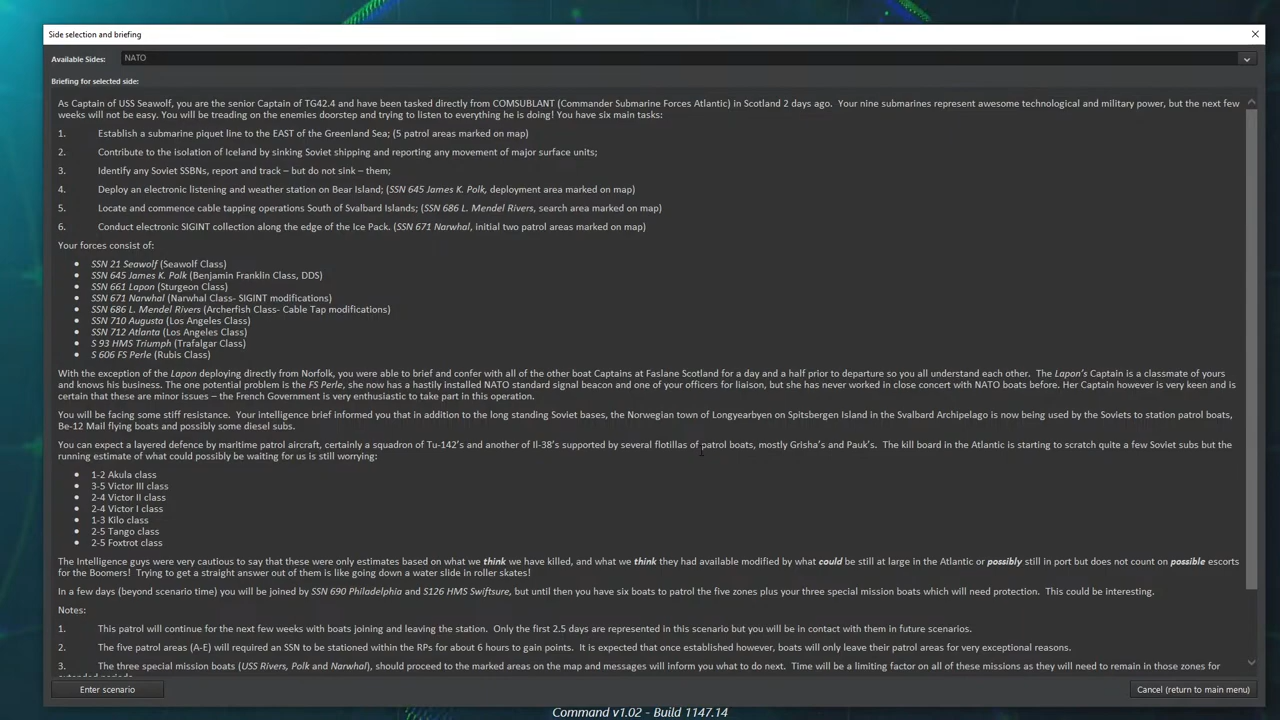 Side selection and briefing
Available Sides: NATO
Briefing for selected side:
As Captain of USS Seawolf, you are the senior Captain of TG42.4 and have been tasked directly from COMSUBLANT (Commander Submarine Forces Atlantic) in Scotland 2 days ago. Your nine submarines represent awesome technological and military power, but the next few
weeks will not be easy. You will be treading on the enemies doorstep and trying to listen to everything he is doing! You have six main tasks:
1. Establish a submarine piquet line to the EAST of the Greenland Sea; (5 patrol areas marked on map)
2. Contribute to the isolation of Iceland by sinking Soviet shipping and reporting any movement of major surface units;
3. Identify any Soviet SSBNs, report and track – but do not sink – them;
4. Deploy an electronic listening and weather station on Bear Island; (SSN 645 James K. Polk, deployment area marked on map)
5. Locate and commence cable tapping operations South of Svalbard Islands; (SSN 686 L. Mendel Rivers, search area marked on map)
6. Conduct electronic SIGINT collection along the edge of the Ice Pack. (SSN 671 Narwhal, initial two patrol areas marked on map)
Your forces consist of:
• SSN 21 Seawolf (Seawolf Class)
• SSN 645 James K. Polk (Benjamin Franklin Class, DDS)
• SSN 661 Lapon (Sturgeon Class)
• SSN 671 Narwhal (Narwhal Class- SIGINT modifications)
• SSN 686 L. Mendel Rivers (Archerfish Class- Cable Tap modifications)
• SSN 710 Augusta (Los Angeles Class)
• SSN 712 Atlanta (Los Angeles Class)
• S 93 HMS Triumph (Trafalgar Class)
• S 606 FS Perle (Rubis Class)
With the exception of the Lapon deploying directly from Norfolk, you were able to brief and confer with all of the other boat Captains at Faslane Scotland for a day and a half prior to departure so you all understand each other. The Lapon's Captain is a classmate of yours
and knows his business. The one potential problem is the FS Perle, she now has a hastily installed NATO standard signal beacon and one of your officers for liaison, but she has never worked in close concert with NATO boats before. Her Captain however is very keen and is
certain that these are minor issues – the French Government is very enthusiastic to take part in this operation.
You will be facing some stiff resistance. Your intelligence brief informed you that in addition to the long standing Soviet bases, the Norwegian town of Longyearbyen on Spitsbergen Island in the Svalbard Archipelago is now being used by the Soviets to station patrol boats,
Be-12 Mail flying boats and possibly some diesel subs.
You can expect a layered defence by maritime patrol aircraft, certainly a squadron of Tu-142's and another of Il-38's supported by several flotillas of patrol boats, mostly Grisha's and Pauk's. The kill board in the Atlantic is starting to scratch quite a few Soviet subs but the
running estimate of what could possibly be waiting for us is still worrying:
• 1-2 Akula class
• 3-5 Victor III class
• 2-4 Victor II class
• 2-4 Victor I class
• 1-3 Kilo class
• 2-5 Tango class
• 2-5 Foxtrot class
The Intelligence guys were very cautious to say that these were only estimates based on what we think we have killed, and what we think they had available modified by what could be still at large in the Atlantic or possibly still in port but does not count on possible escorts
for the Boomers! Trying to get a straight answer out of them is like going down a water slide in roller skates!
In a few days (beyond scenario time) you will be joined by SSN 690 Philadelphia and S126 HMS Swiftsure, but until then you have six boats to patrol the five zones plus your three special mission boats which will need protection. This could be interesting.
Notes:
1. This patrol will continue for the next few weeks with boats joining and leaving the station. Only the first 2.5 days are represented in this scenario but you will be in contact with them in future scenarios.
2. The five patrol areas (A-E) will required an SSN to be stationed within the RPs for about 6 hours to gain points. It is expected that once established however, boats will only leave their patrol areas for very exceptional reasons.
3. The three special mission boats (USS Rivers, Polk and Narwhal), should proceed to the marked areas on the map and messages will inform you what to do next. Time will be a limiting factor on all of these missions as they will need to remain in those zones for
extended periods.
Enter scenario
Cancel (return to main menu)
Command v1.02 - Build 1147.14